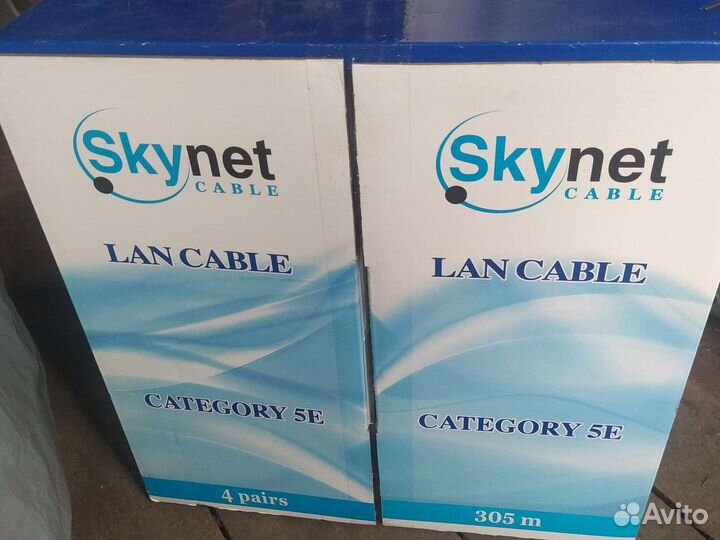 Skynet
CABLE
LAN CABLE
CATEGORY 5E
4 pairs
Skynet
CABLE
LAN CABLE
CATEGORY 5E
305 m
Avito